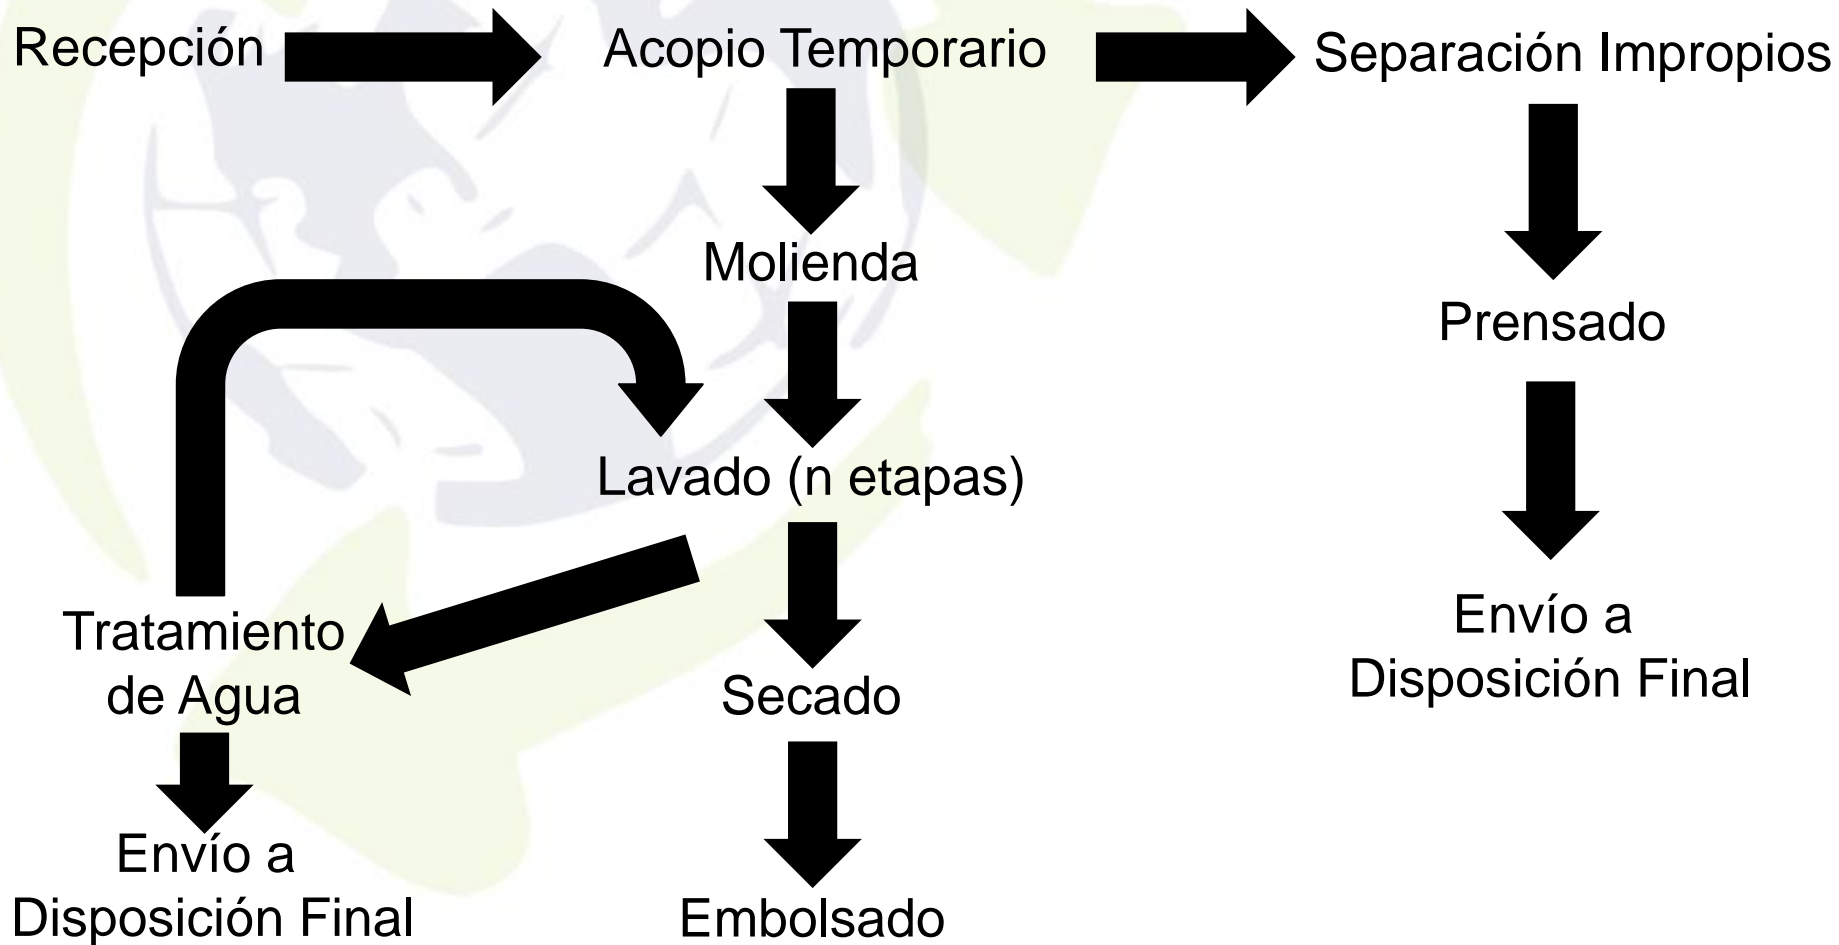 Recepción
Acopio Temporario
Separación Impropios
Molienda
Prensado
Lavado (n etapas)
Envío a
Disposición Final
Tratamiento
de Agua
Secado
Envío a
Disposición Final
Embolsado